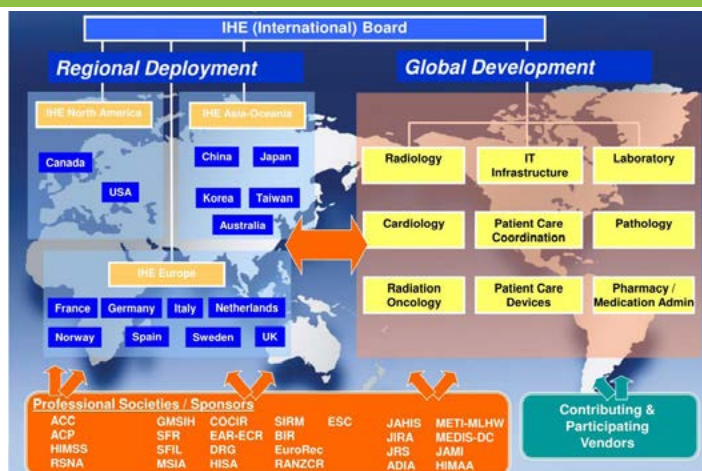 IHE (International) Board
Regional Deployment
Global Development
IHE North America
IHE Asia-Oceania
Canada
USA
China
Japan
Korea
Taiwan
Australia
IHE Europe
France
Germany
Italy
Netherlands
Norway
Spain
Sweden
UK
Radiology
IT
Infrastructure
Laboratory
Cardiology
Patient Care
Coordination
Pathology
Radiation
Oncology
Patient Care
Devices
Pharmacy /
Medication Admin
Professional Societies / Sponsors
ACC
ACP
HIMSS
RSNA
GMSIH
SFR
SFIL
MSIA
COCIR
EAR-ECR
DRG
HISA
SIRM
BIR
EuroRec
RANZCR
ESC
JAHIS
JIRA
JRS
ADIA
METI-MLHW
MEDIS-DC
JAMI
HIMAA
Contributing &
Participating
Vendors